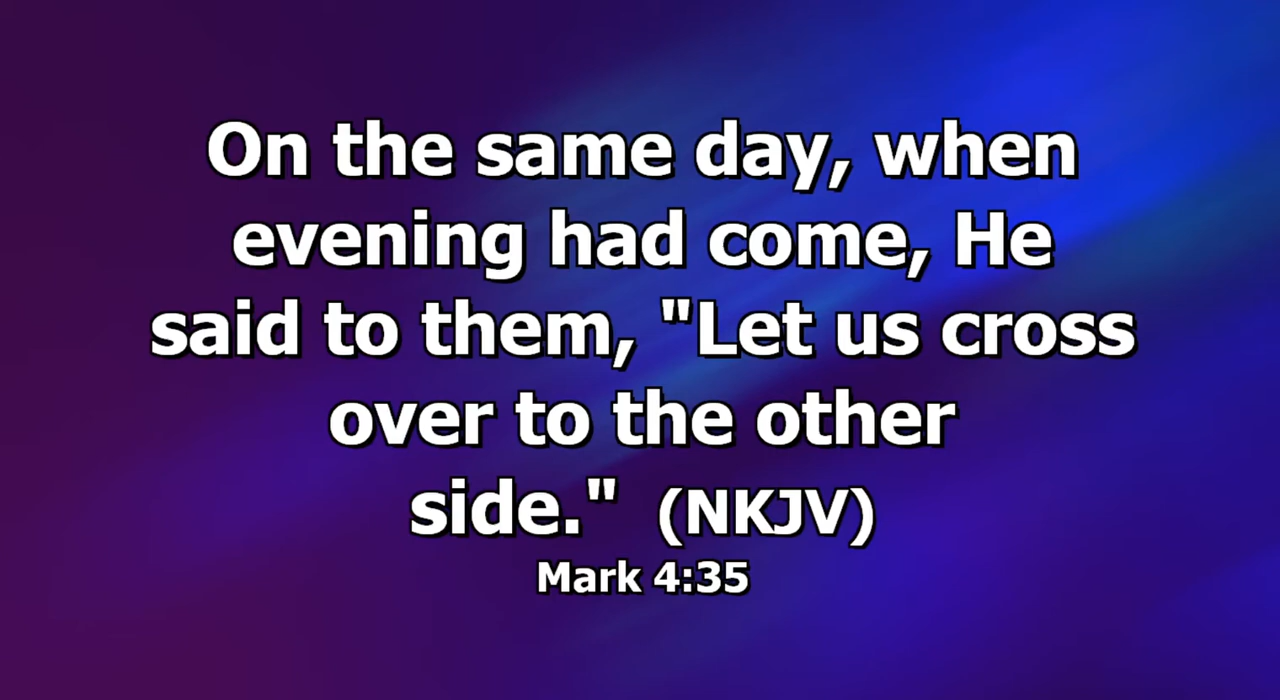 On the same day, when
evening had come, He
said to them, "Let us cross
over to the other
side." (NKJV)
Mark 4:35